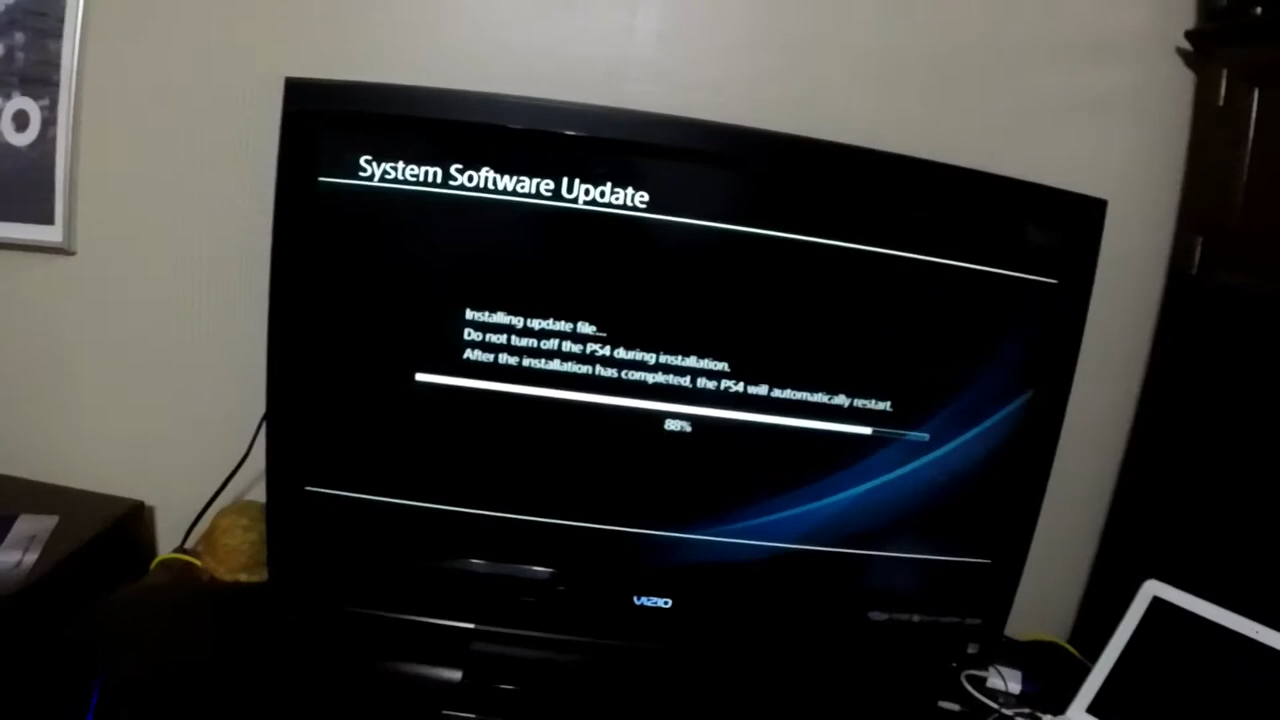 O
System Software Update
Installing update file...
Do not turn off the PS4 during installation.
After the installation has completed, the PS4 will automatically restart.
88%
VIZIO